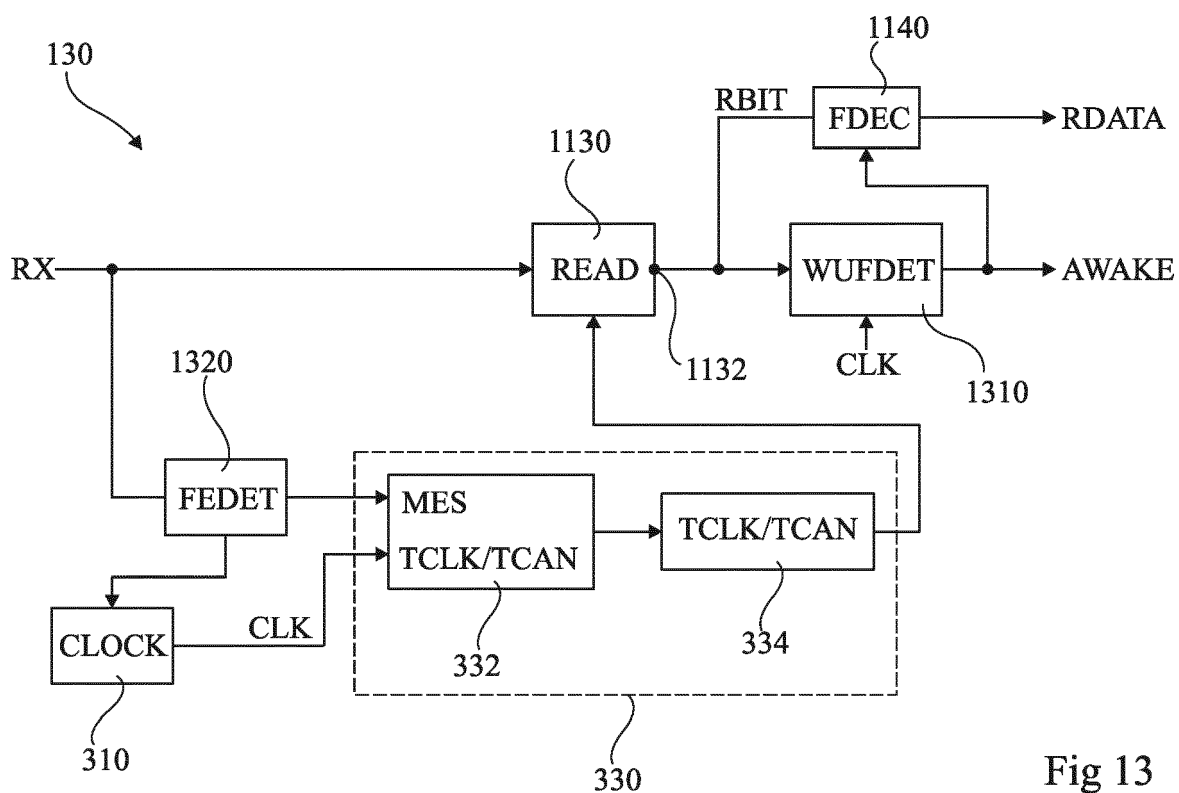 130
1140
RBIT
FDEC
RDATA
1130
RX
READ
WUFDET
AWAKE
1132
CLK
1310
1320
FEDET
MES
TCLK/TCAN
TCLK/TCAN
CLOCK
CLK
332
334
310
330
Fig 13